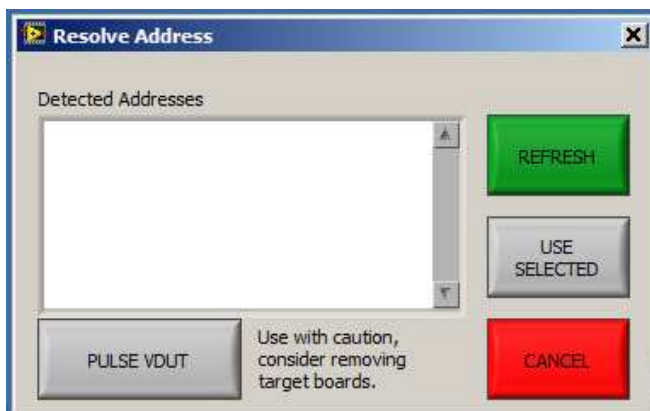 Resolve Address
Detected Addresses
REFRESH
USE
SELECTED
PULSE VDUT
Use with caution,
consider removing
target boards.
CANCEL